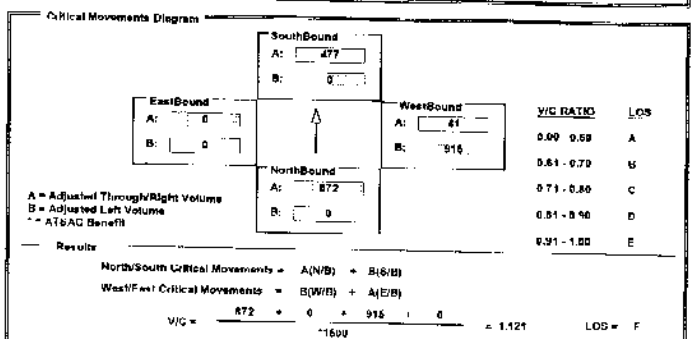 Critical Movements Diagram
SouthBound
A: 477
B: 0
EastBound
A: 0
B: 0
WestBound
A: 41
B: 915
NorthBound
A: 872
B: 0
V/C RATIO LOS
0.00 - 0.60 A
0.61 - 0.70 B
0.71 - 0.80 C
0.81 - 0.90 D
0.91 - 1.00 E
A = Adjusted Through/Right Volume
B = Adjusted Left Volume
* = ATSAC Benefit
Results
North/South Critical Movements = A(N/B) + B(S/B)
West/East Critical Movements = B(W/B) + A(E/B)
V/C = 872 + 0 + 915 + 0 = 1.121 LOS = F
*1500